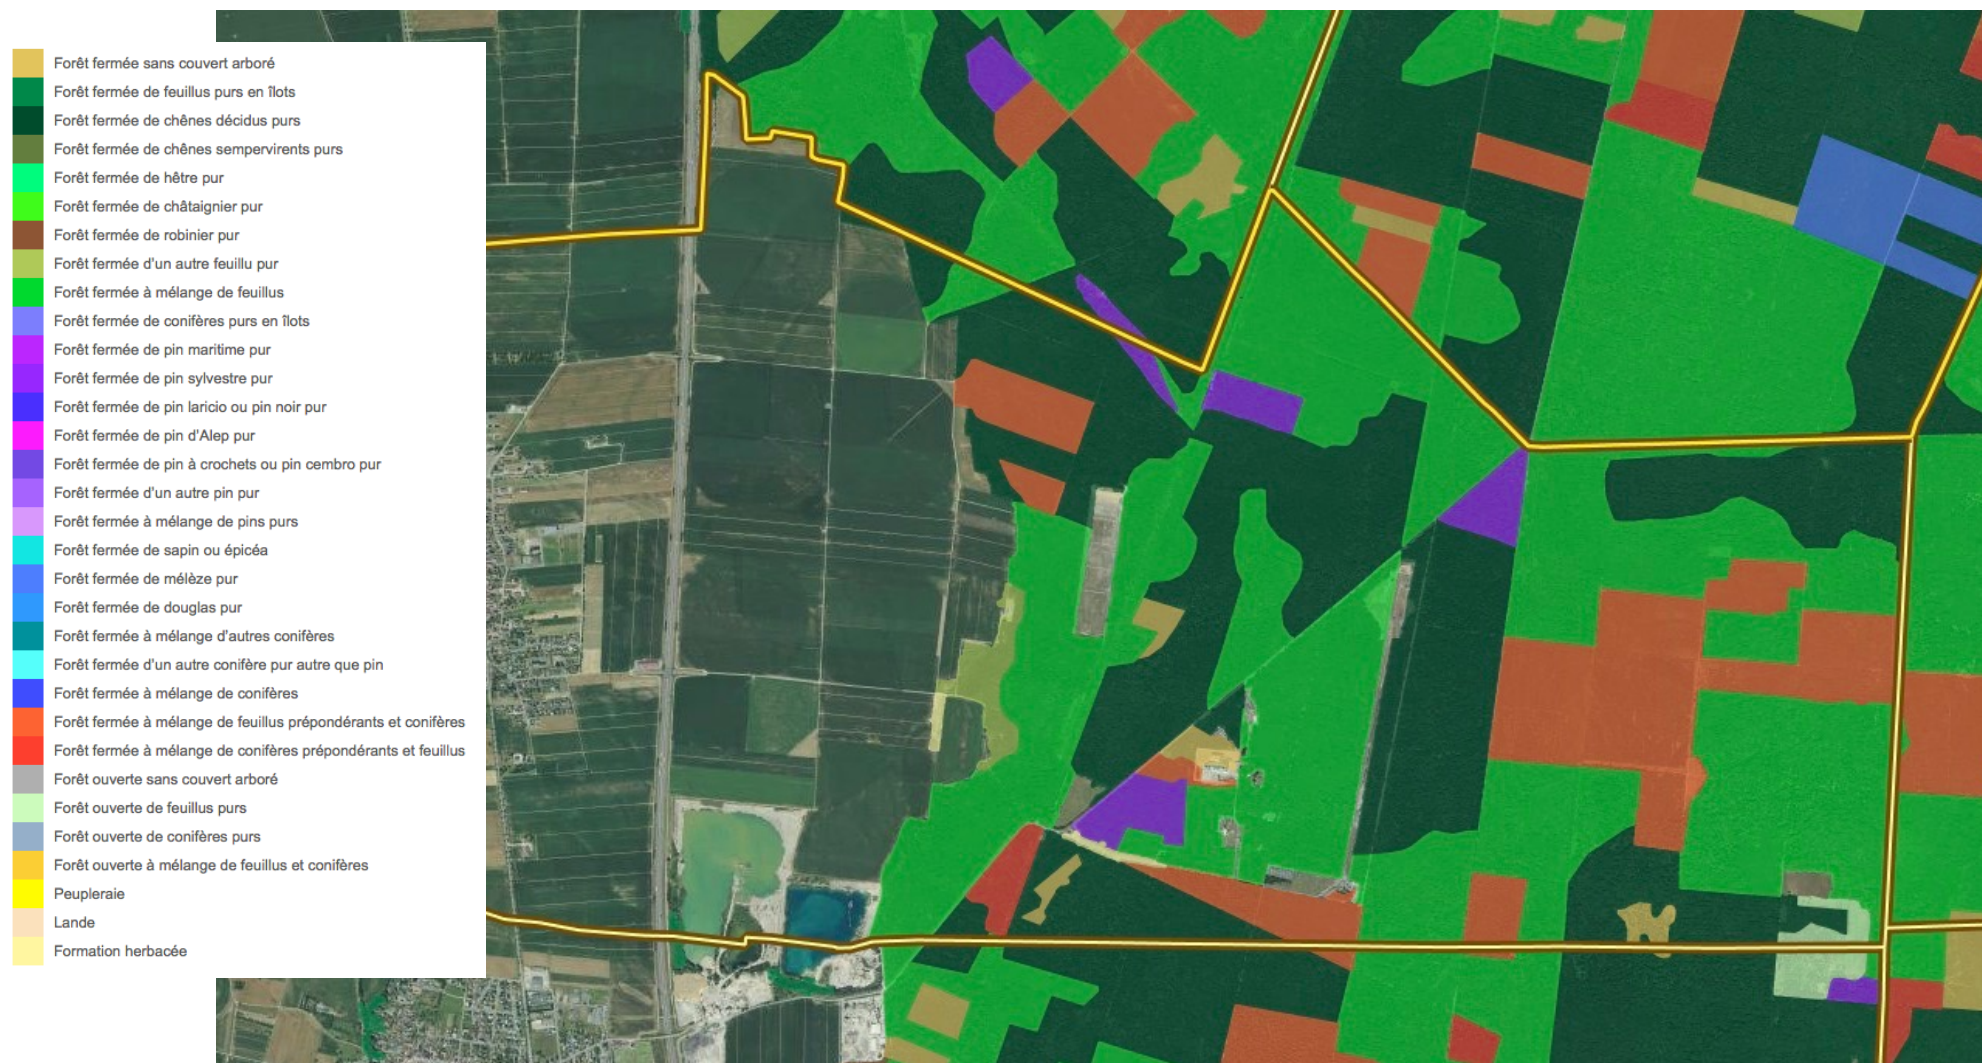 Forêt fermée sans couvert arboré
Forêt fermée de feuillus purs en îlots
Forêt fermée de chênes décidus purs
Forêt fermée de chênes sempervirents purs
Forêt fermée de hêtre pur
Forêt fermée de châtaignier pur
Forêt fermée de robinier pur
Forêt fermée d'un autre feuillu pur
Forêt fermée à mélange de feuillus
Forêt fermée de conifères purs en îlots
Forêt fermée de pin maritime pur
Forêt fermée de pin sylvestre pur
Forêt fermée de pin laricio ou pin noir pur
Forêt fermée de pin d'Alep pur
Forêt fermée de pin à crochets ou pin cembro pur
Forêt fermée d'un autre pin pur
Forêt fermée à mélange de pins purs
Forêt fermée de sapin ou épicéa
Forêt fermée de mélèze pur
Forêt fermée de douglas pur
Forêt fermée à mélange d'autres conifères
Forêt fermée d'un autre conifère pur autre que pin
Forêt fermée à mélange de conifères
Forêt fermée à mélange de feuillus prépondérants et conifères
Forêt fermée à mélange de conifères prépondérants et feuillus
Forêt ouverte sans couvert arboré
Forêt ouverte de feuillus purs
Forêt ouverte de conifères purs
Forêt ouverte à mélange de feuillus et conifères
Peupleraie
Lande
Formation herbacée